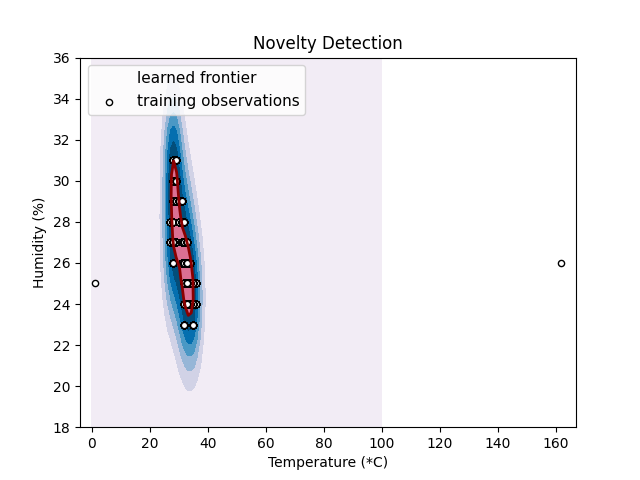 Novelty Detection
learned frontier
training observations
Humidity (%)
36
34
32
30
28
26
24
22
20
18
0 20 40 60 80 100 120 140 160
Temperature (*C)